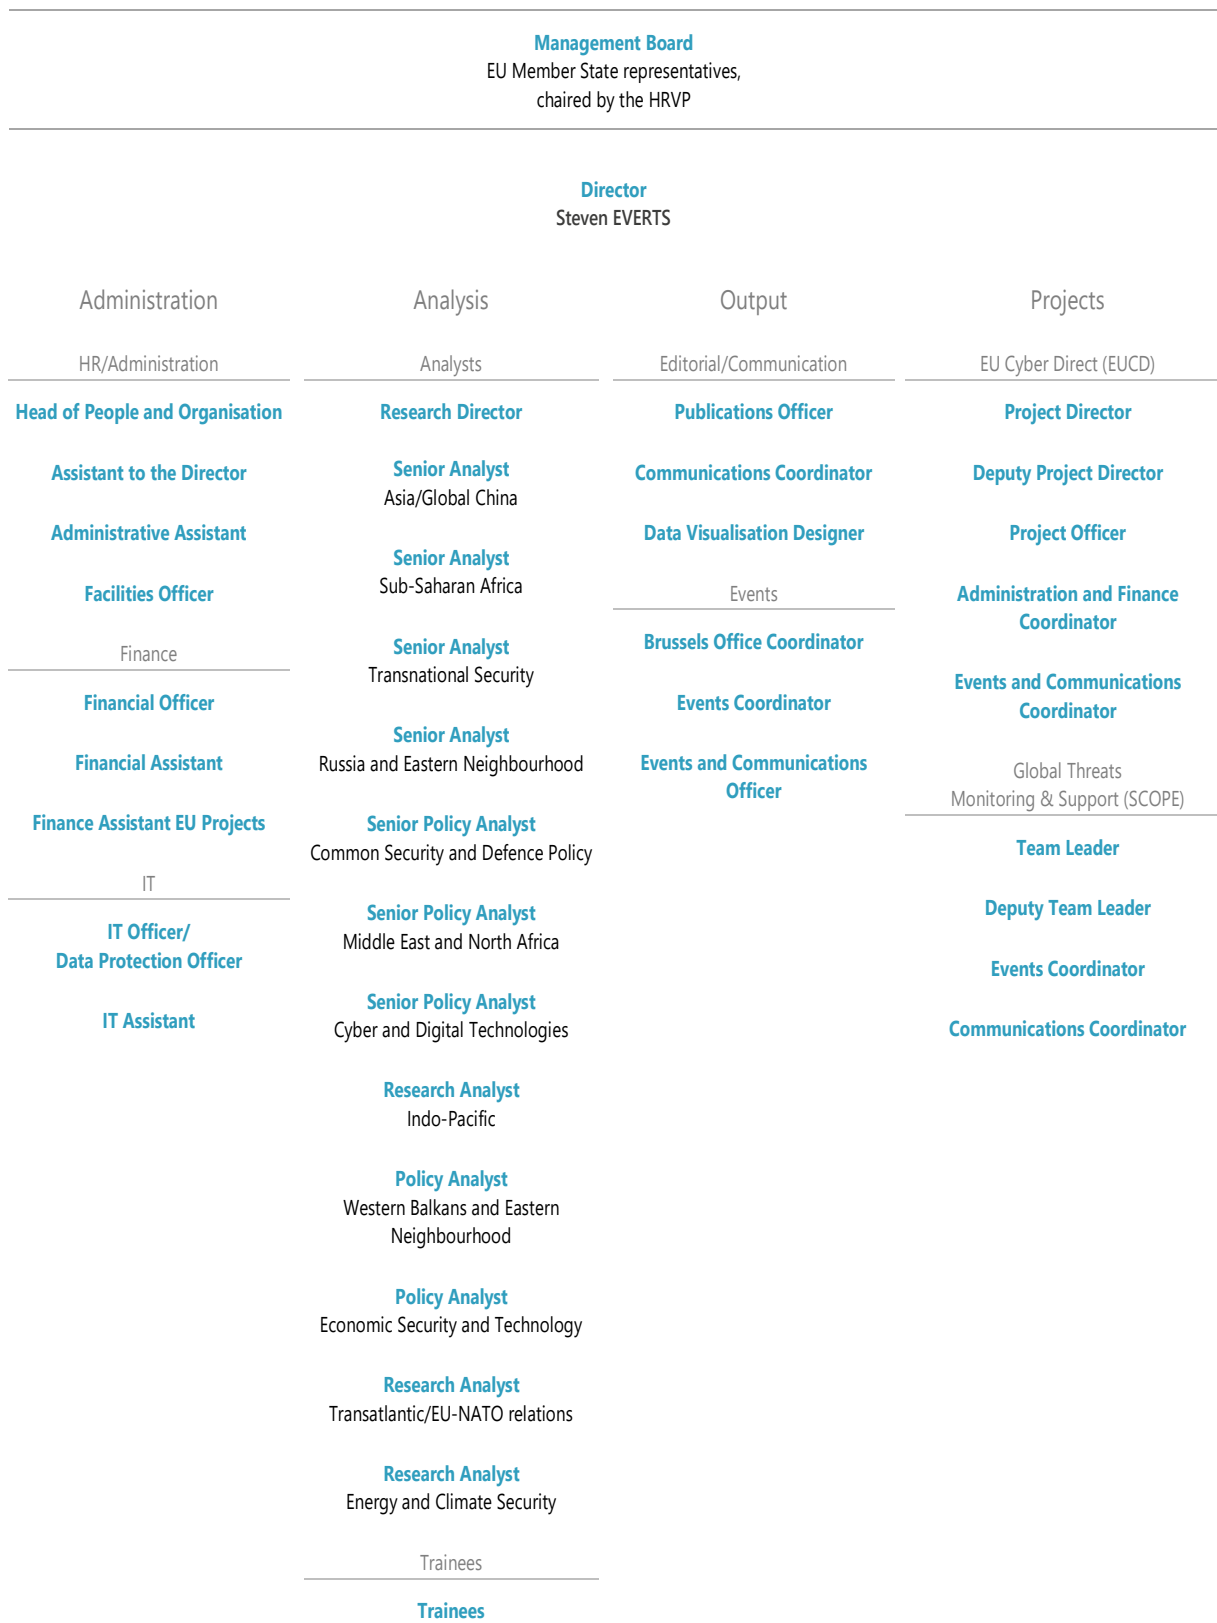 Management Board
EU Member State representatives,
chaired by the HRVP
Director
Steven EVERTS
Administration
HR/Administration
Head of People and Organisation
Assistant to the Director
Administrative Assistant
Facilities Officer
Finance
Financial Officer
Financial Assistant
Finance Assistant EU Projects
IT
IT Officer/
Data Protection Officer
IT Assistant
Analysis
Analysts
Research Director
Senior Analyst
Asia/Global China
Senior Analyst
Sub-Saharan Africa
Senior Analyst
Transnational Security
Senior Analyst
Russia and Eastern Neighbourhood
Senior Policy Analyst
Common Security and Defence Policy
Senior Policy Analyst
Middle East and North Africa
Senior Policy Analyst
Cyber and Digital Technologies
Research Analyst
Indo-Pacific
Policy Analyst
Western Balkans and Eastern
Neighbourhood
Policy Analyst
Economic Security and Technology
Research Analyst
Transatlantic/EU-NATO relations
Research Analyst
Energy and Climate Security
Trainees
Trainees
Output
Editorial/Communication
Publications Officer
Communications Coordinator
Data Visualisation Designer
Events
Brussels Office Coordinator
Events Coordinator
Events and Communications
Officer
Projects
EU Cyber Direct (EUCD)
Project Director
Deputy Project Director
Project Officer
Administration and Finance
Coordinator
Events and Communications
Coordinator
Global Threats
Monitoring & Support (SCOPE)
Team Leader
Deputy Team Leader
Events Coordinator
Communications Coordinator